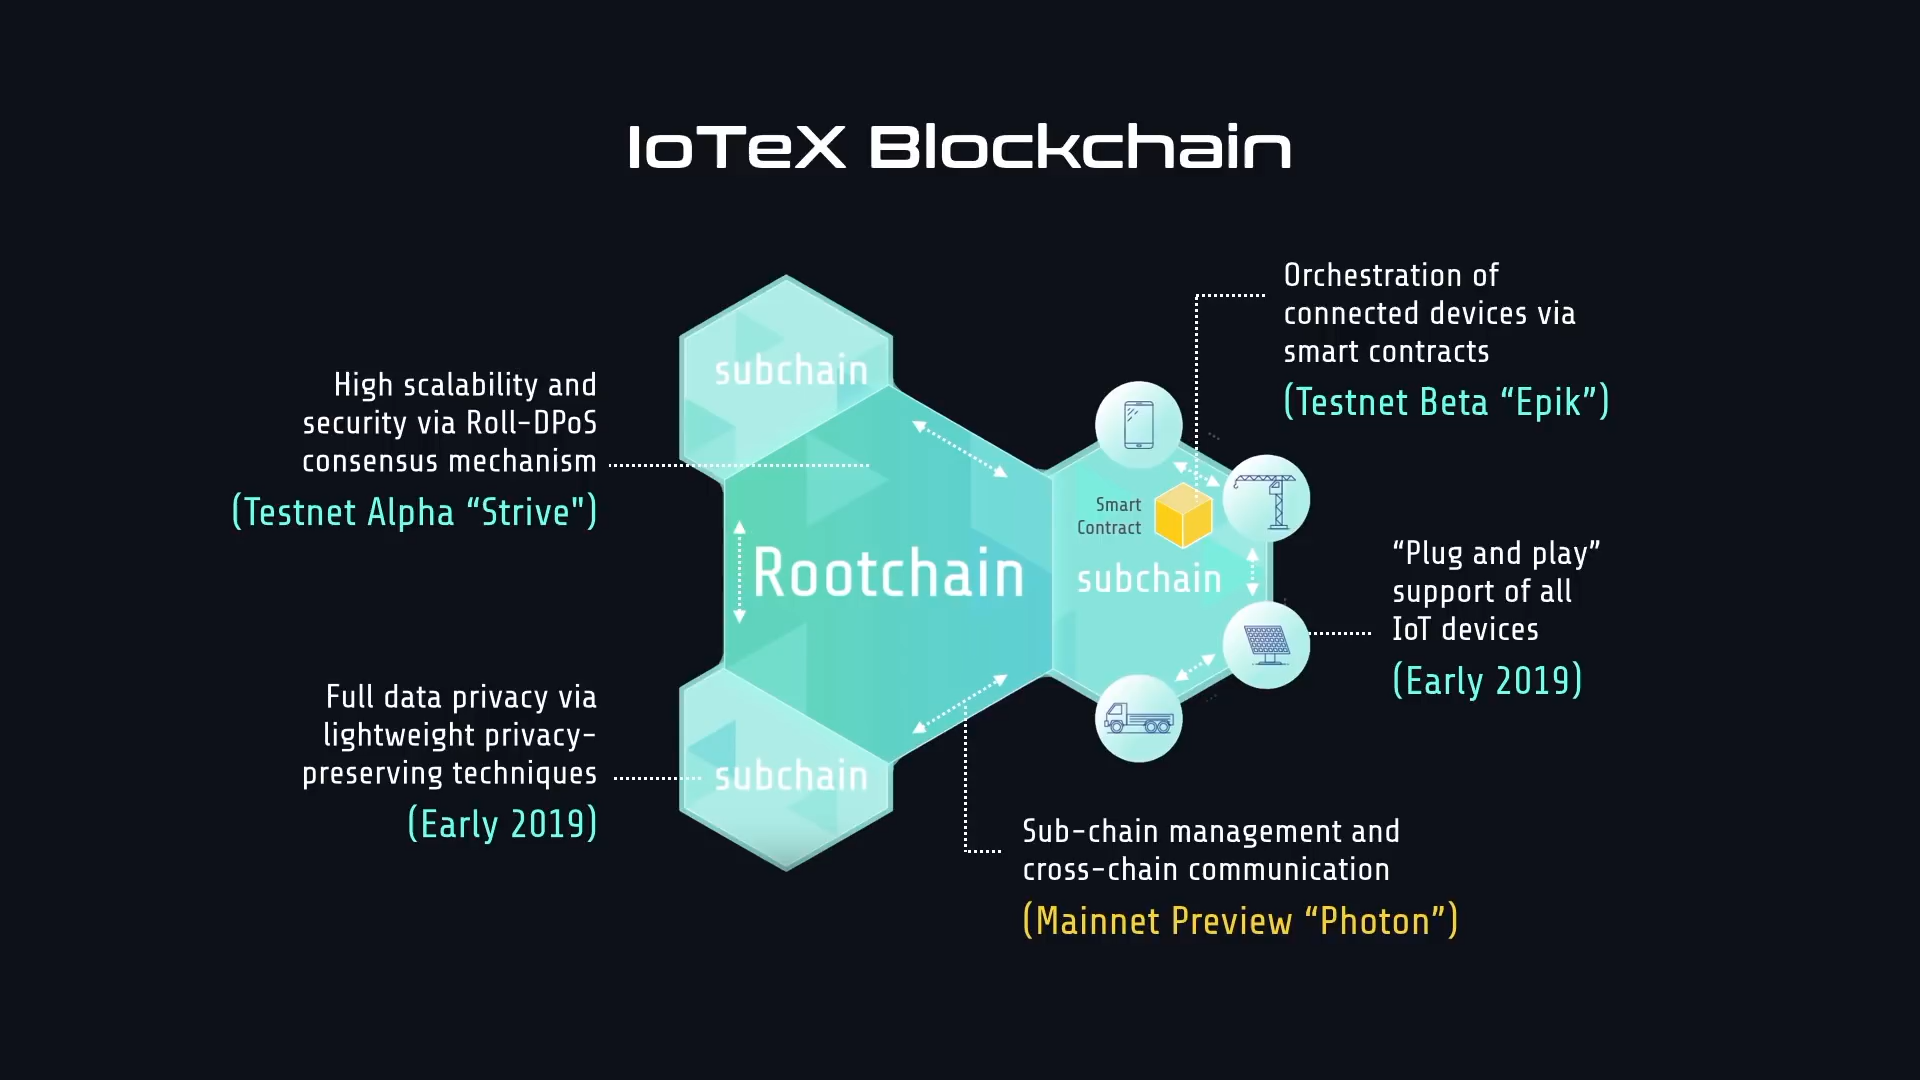 IoTeX Blockchain
High scalability and
security via Roll-DPoS
consensus mechanism
(Testnet Alpha “Strive")
Full data privacy via
lightweight privacy-
preserving techniques
(Early 2019)
subchain
Rootchain
subchain
Smart
Contract
subchain
Orchestration of
connected devices via
smart contracts
(Testnet Beta “Epik”)
“Plug and play”
support of all
IoT devices
(Early 2019)
Sub-chain management and
cross-chain communication
(Mainnet Preview “Photon”)